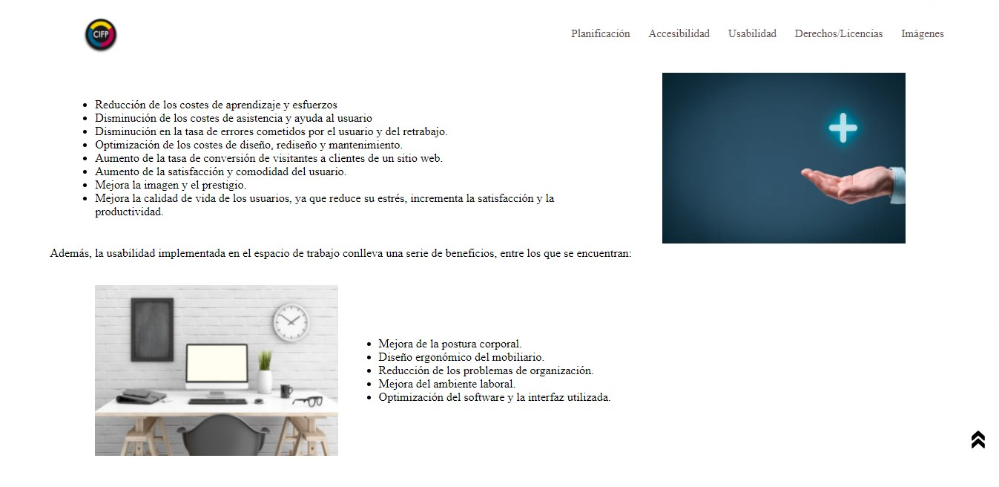 CIFP
Planificación Accesibilidad Usabilidad Derechos/Licencias Imágenes
Reducción de los costes de aprendizaje y esfuerzos
Disminución de los costes de asistencia y ayuda al usuario
Disminución en la tasa de errores cometidos por el usuario y del retrabajo.
Optimización de los costes de diseño, rediseño y mantenimiento.
Aumento de la tasa de conversión de visitantes a clientes de un sitio web.
Aumento de la satisfacción y comodidad del usuario.
Mejora la imagen y el prestigio.
Mejora la calidad de vida de los usuarios, ya que reduce su estrés, incrementa la satisfacción y la
productividad.
Además, la usabilidad implementada en el espacio de trabajo conlleva una serie de beneficios, entre los que se encuentran:
Mejora de la postura corporal.
Diseño ergonómico del mobiliario.
Reducción de los problemas de organización.
Mejora del ambiente laboral.
Optimización del software y la interfaz utilizada.